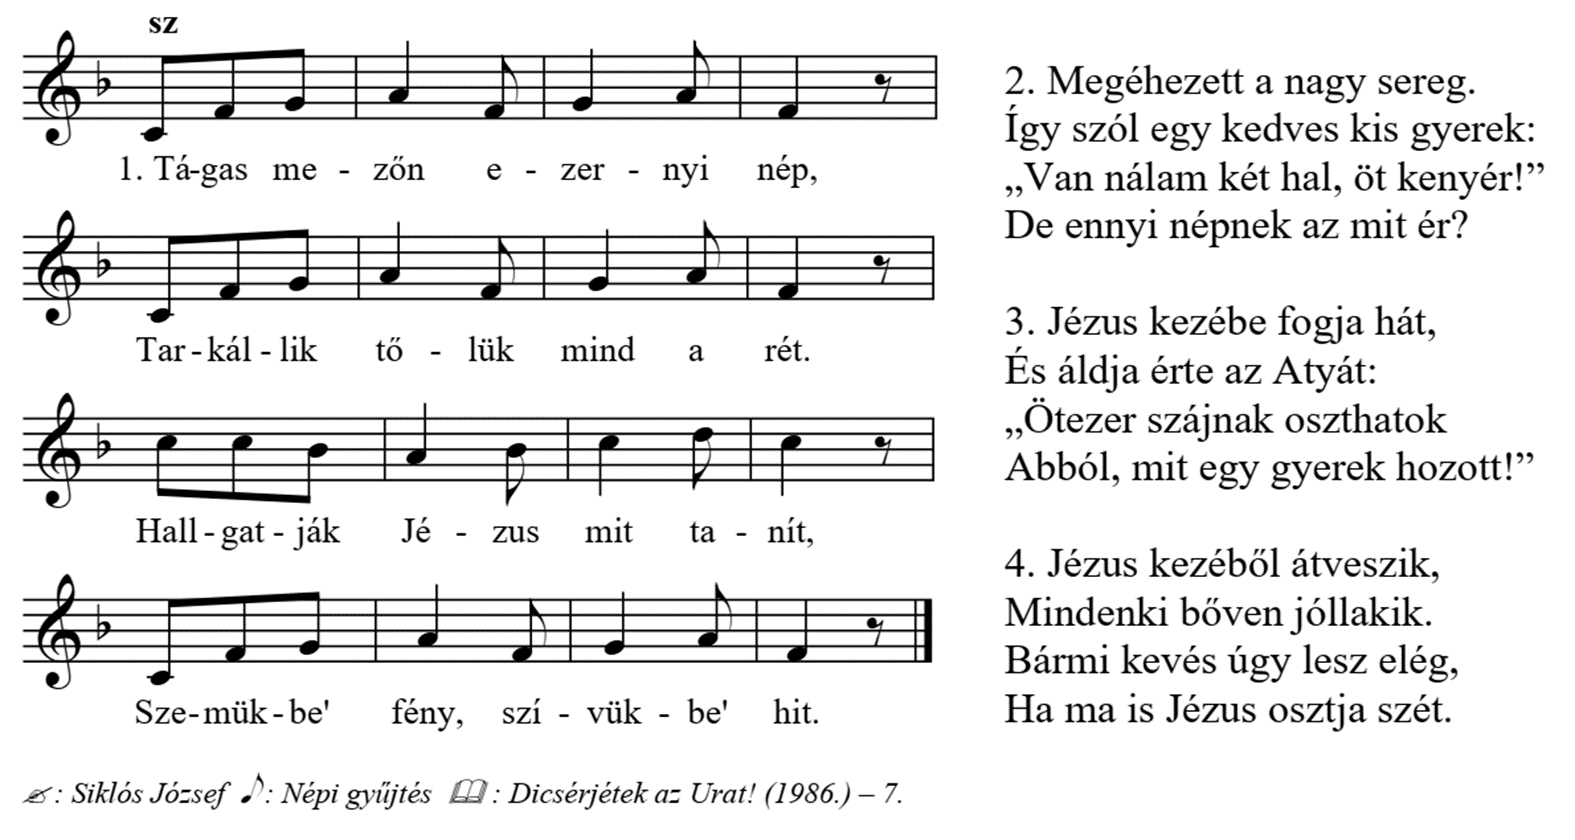 sz
1. Tá-gas me - zőn e - zer - nyi nép,
Tar-kál-lik tő - lük mind a rét.
Hall-gat-ják Jé - zus mit ta - nít,
Sze-mük-be' fény, szí - vük - be' hit.
: Siklós József : Népi gyűjtés : Dicsérjétek az Urat! (1986.) – 7.
2. Megéhezett a nagy sereg.
Így szól egy kedves kis gyerek:
„Van nálam két hal, öt kenyér!”
De ennyi népnek az mit ér?
3. Jézus kezébe fogja hát,
És áldja érte az Atyát:
„Ötezer szájnak oszthatok
Abból, mit egy gyerek hozott!”
4. Jézus kezéből átveszik,
Mindenki bőven jóllakik.
Bármi kevés úgy lesz elég,
Ha ma is Jézus osztja szét.